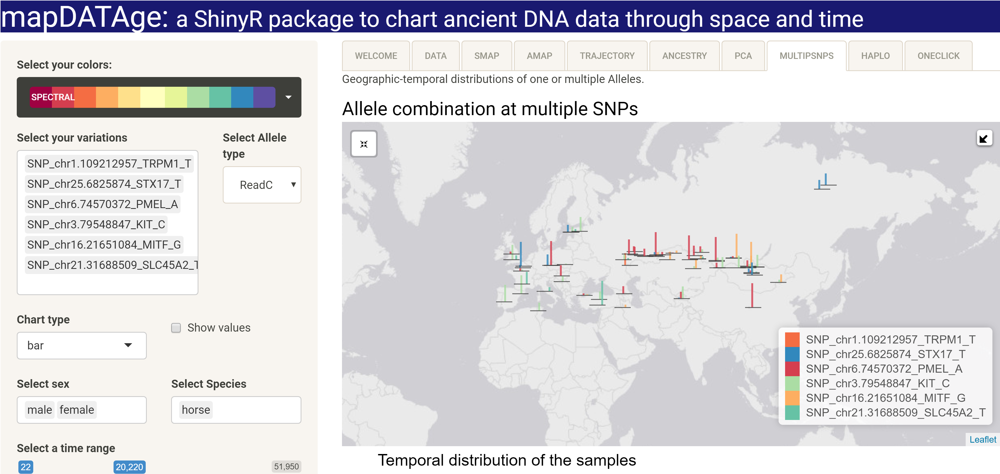 mapDATAge: a ShinyR package to chart ancient DNA data through space and time
WELCOME DATA SMAP AMAP TRAJECTORY ANCESTRY PCA MULTIPSNPS HAPLO ONECLICK
Select your colors:
SPECTRAL
Select your variations
SNP_chr1.109212957_TRPM1_T
SNP_chr25.6825874_STX17_T
SNP_chr6.74570372_PMEL_A
SNP_chr3.79548847_KIT_C
SNP_chr16.21651084_MITF_G
SNP_chr21.31688509_SLC45A2_T
Select Allele
type
ReadC
Chart type
bar
Show values
Select sex
male female
Select Species
horse
Select a time range
22 20,220 51,950
Geographic-temporal distributions of one or multiple Alleles.
Allele combination at multiple SNPs
SNP_chr1.109212957_TRPM1_T
SNP_chr25.6825874_STX17_T
SNP_chr6.74570372_PMEL_A
SNP_chr3.79548847_KIT_C
SNP_chr16.21651084_MITF_G
SNP_chr21.31688509_SLC45A2_T
Leaflet
Temporal distribution of the samples